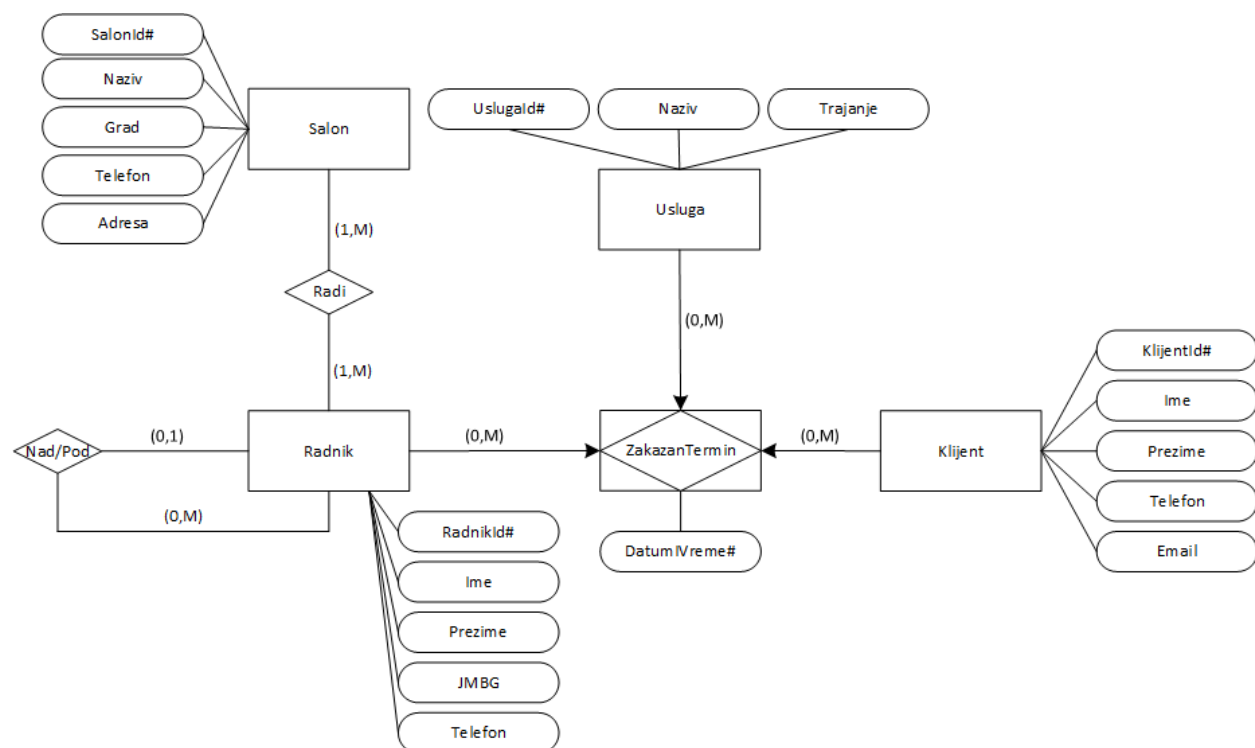 SalonId#
Naziv
Grad
Telefon
Adresa
Salon
(1,M)
Radi
(1,M)
UslugaId#
Naziv
Trajanje
Usluga
(0,M)
Nad/Pod
(0,1)
(0,M)
Radnik
(0,M)
ZakazanTermin
(0,M)
Klijent
DatumIVreme#
RadnikId#
Ime
Prezime
JMBG
Telefon
KlijentId#
Ime
Prezime
Telefon
Email